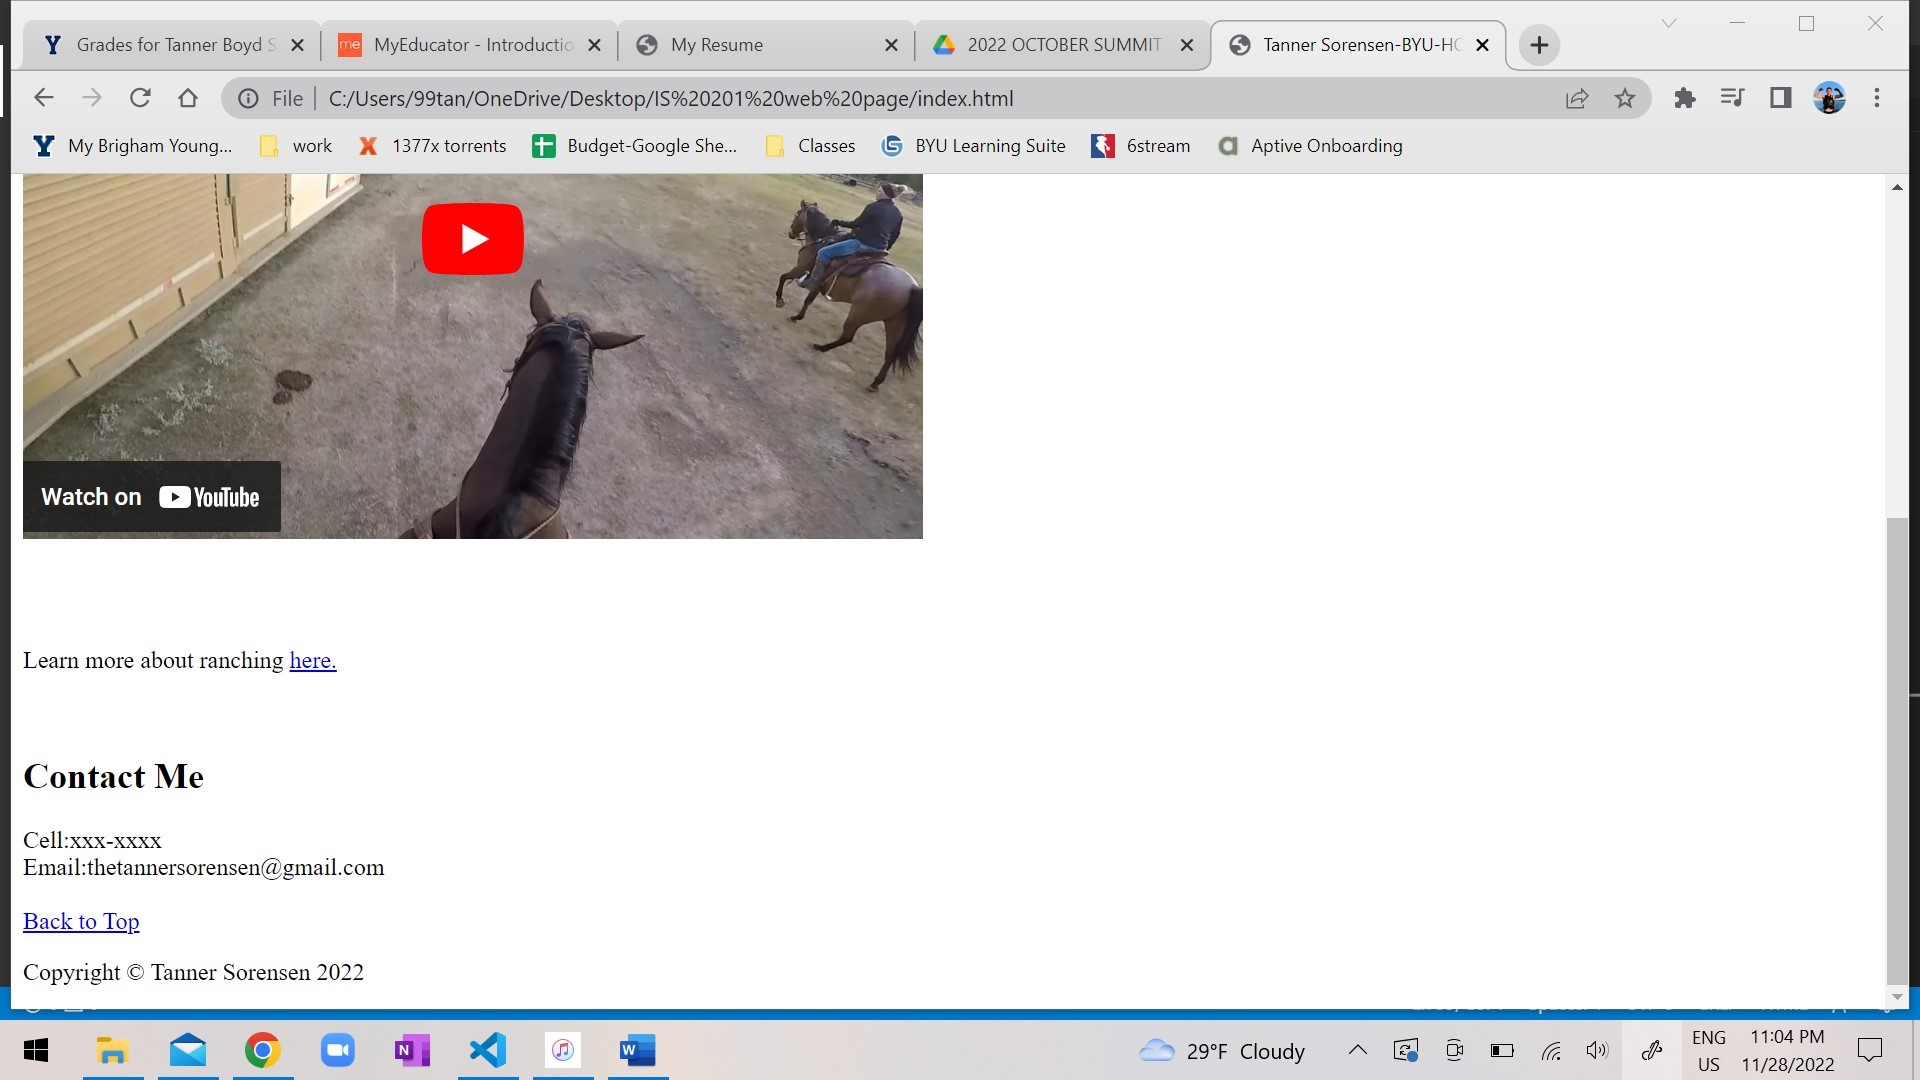 Grades for Tanner Boyd S
MyEducator - Introductio
My Resume
2022 OCTOBER SUMMIT
Tanner Sorensen-BYU-HO
File
C:/Users/99tan/OneDrive/Desktop/IS%20201%20web%20page/index.html
My Brigham Young...
work
1377x torrents
Budget-Google She...
Classes
BYU Learning Suite
6stream
Aptive Onboarding
Watch on YouTube
Learn more about ranching here.
Contact Me
Cell:xxx-xxxx
Email:thetannersorensen@gmail.com
Back to Top
Copyright © Tanner Sorensen 2022
29°F Cloudy
ENG
US
11:04 PM
11/28/2022